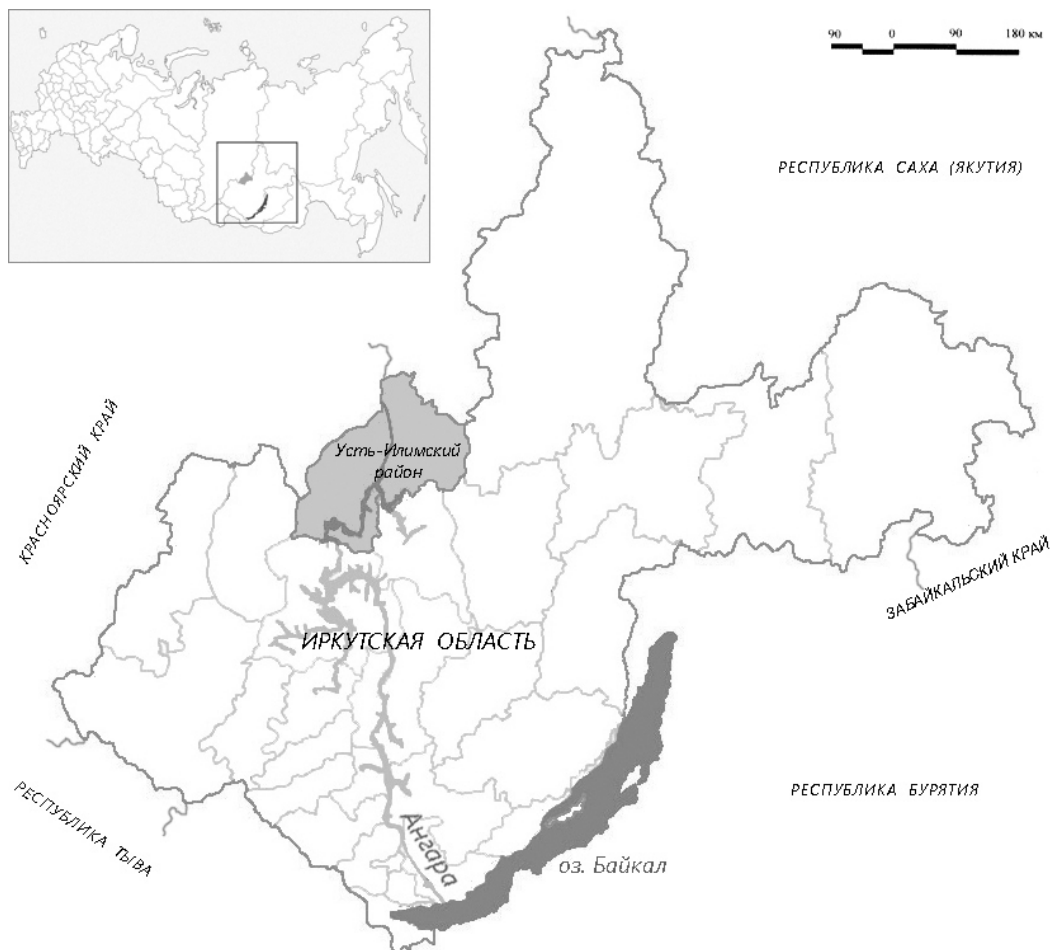 90 0 90 180 км
РЕСПУБЛИКА САХА (ЯКУТИЯ)
КРАСНОЯРСКИЙ КРАЙ
Усть-Илимский
район
ЗАБАЙКАЛЬСКИЙ КРАЙ
ИРКУТСКАЯ ОБЛАСТЬ
РЕСПУБЛИКА ТЫВА
РЕСПУБЛИКА БУРЯТИЯ
Ангара
оз. Байкал